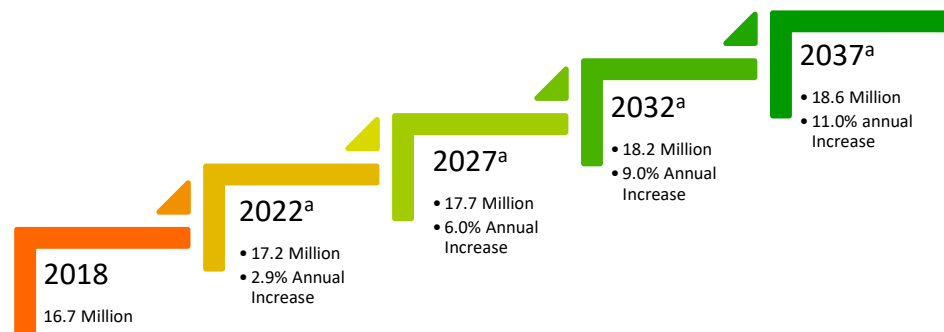 2018
16.7 Million
2022ᵃ
• 17.2 Million
• 2.9% Annual
Increase
2027ᵃ
• 17.7 Million
• 6.0% Annual
Increase
2032ᵃ
• 18.2 Million
• 9.0% Annual
Increase
2037ᵃ
• 18.6 Million
• 11.0% annual
Increase